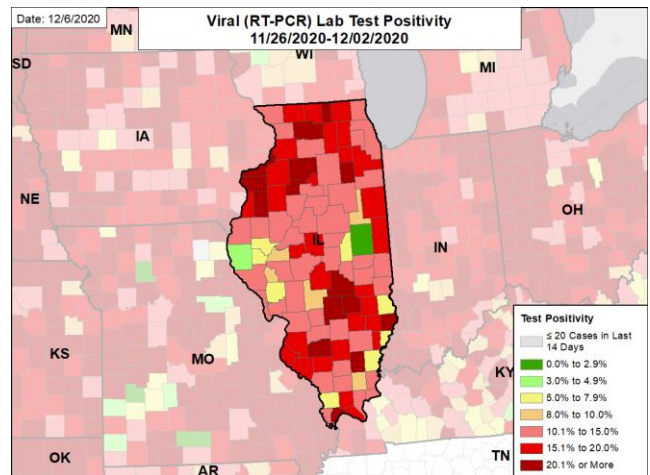 Date: 12/6/2020
Viral (RT-PCR) Lab Test Positivity
11/26/2020-12/02/2020
MN
SD
WI
MI
IA
NE
IL
IN
OH
KS
MO
KY
OK
AR
TN
Test Positivity
≤ 20 Cases in Last
14 Days
0.0% to 2.9%
3.0% to 4.9%
5.0% to 7.9%
8.0% to 10.0%
10.1% to 15.0%
15.1% to 20.0%
20.1% or More